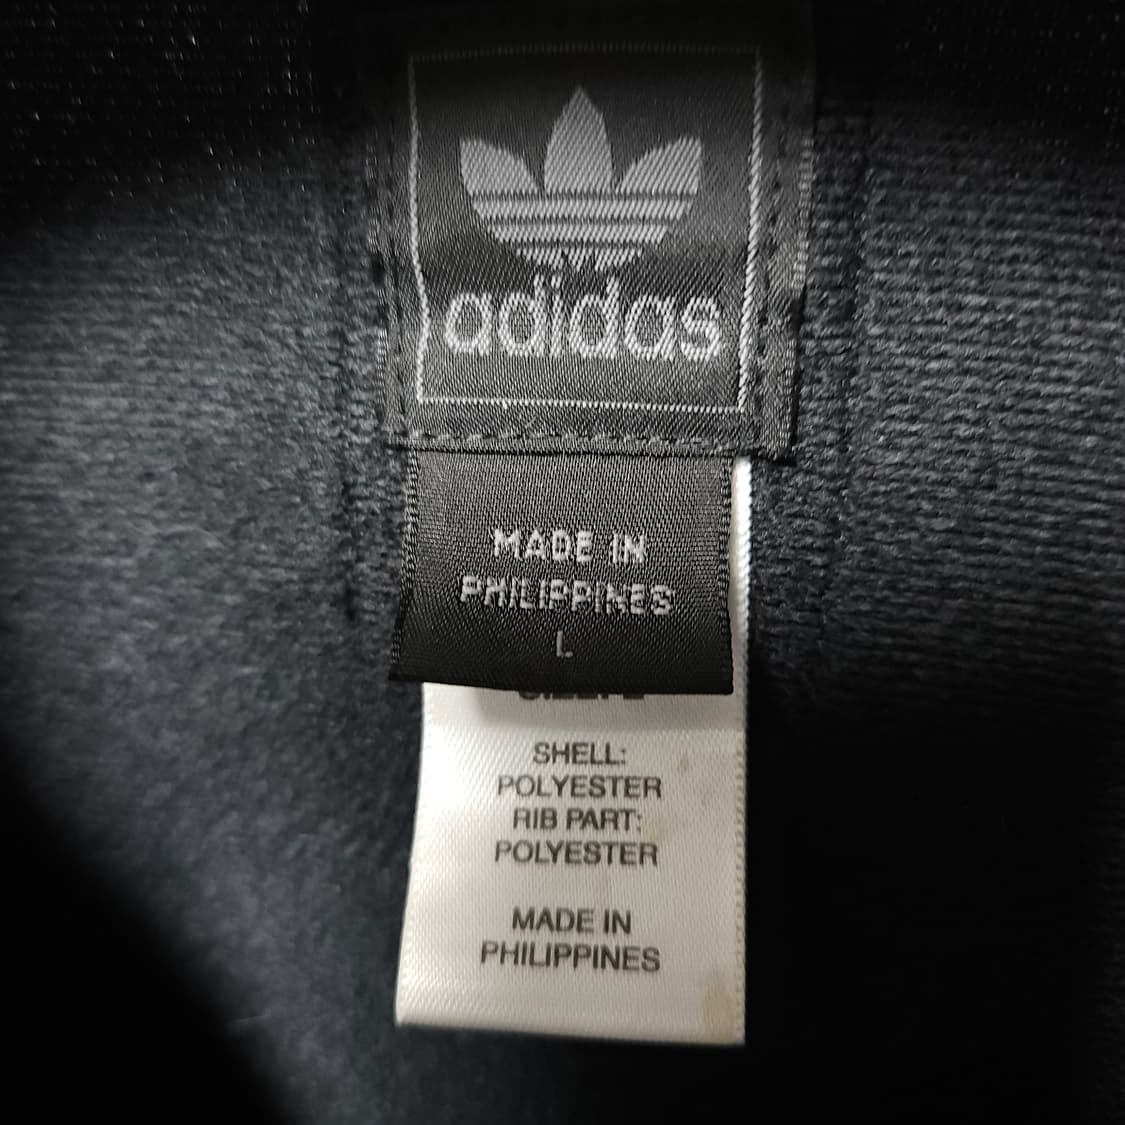 adidas
MADE IN
PHILIPPINES
L
SHELL:
POLYESTER
RIB PART:
POLYESTER
MADE IN
PHILIPPINES